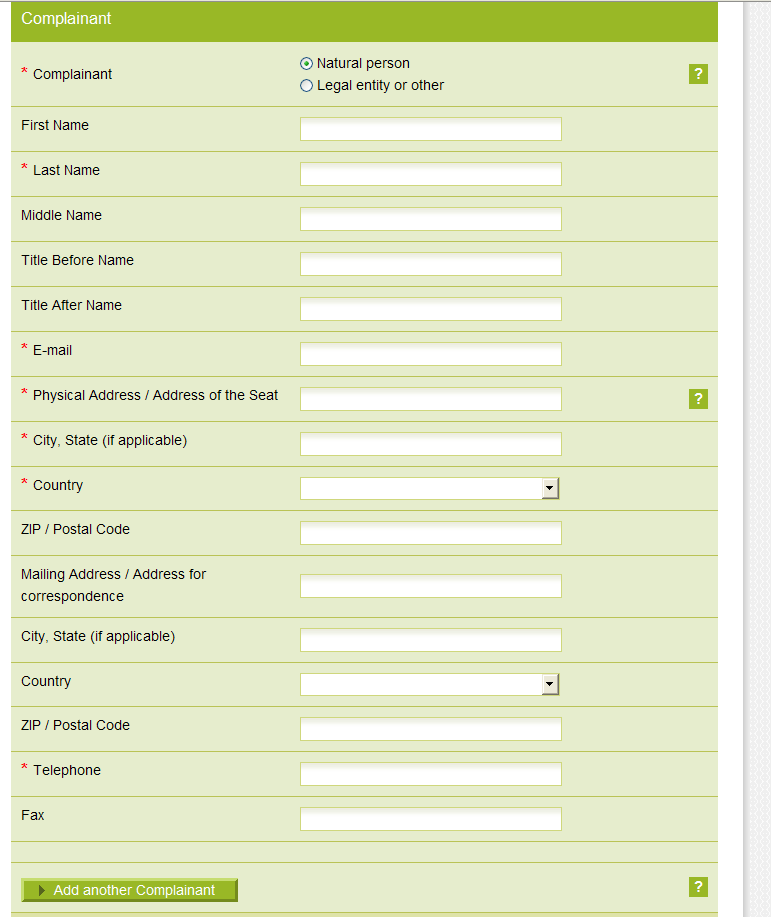 Complainant
* Complainant
Natural person
Legal entity or other
?
First Name
* Last Name
Middle Name
Title Before Name
Title After Name
* E-mail
* Physical Address / Address of the Seat
?
* City, State (if applicable)
* Country
ZIP / Postal Code
Mailing Address / Address for
correspondence
City, State (if applicable)
Country
ZIP / Postal Code
* Telephone
Fax
Add another Complainant
?